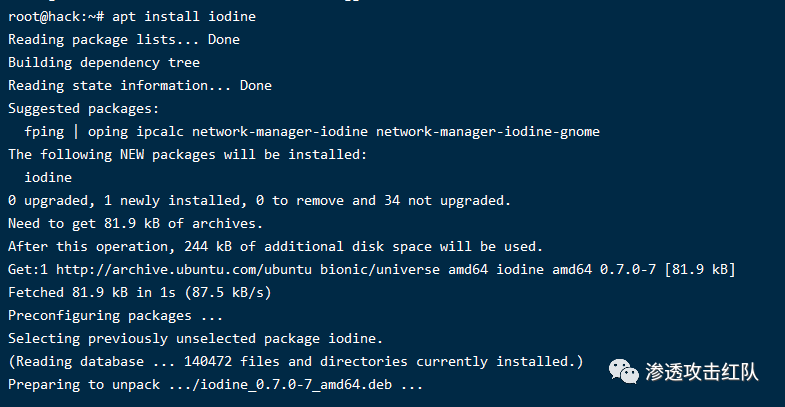 root@hack:~# apt install iodine
Reading package lists... Done
Building dependency tree
Reading state information... Done
Suggested packages:
  fping | oping ipcalc network-manager-iodine network-manager-iodine-gnome
The following NEW packages will be installed:
  iodine
0 upgraded, 1 newly installed, 0 to remove and 34 not upgraded.
Need to get 81.9 kB of archives.
After this operation, 244 kB of additional disk space will be used.
Get:1 http://archive.ubuntu.com/ubuntu bionic/universe amd64 iodine amd64 0.7.0-7 [81.9 kB]
Fetched 81.9 kB in 1s (87.5 kB/s)
Preconfiguring packages ...
Selecting previously unselected package iodine.
(Reading database ... 140472 files and directories currently installed.)
Preparing to unpack .../iodine_0.7.0-7_amd64.deb ...
渗透攻击红队